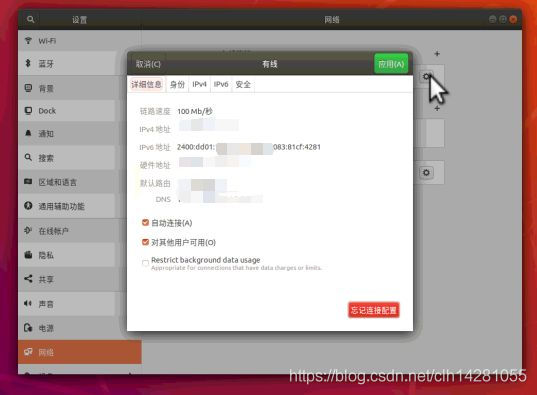 设置
网络
Wi-Fi
蓝牙
背景
Dock
通知
搜索
区域和语言
通用辅助功能
在线帐户
隐私
共享
声音
电源
网络
取消(C)
有线
应用(A)
详细信息 身份 IPv4 IPv6 安全
链路速度 100 Mb/秒
IPv4 地址
IPv6 地址 2400:dd01: 083:81cf:4281
硬件地址
默认路由
DNS
自动连接(A)
对其他用户可用(O)
Restrict background data usage
Appropriate for connections that have data charges or limits.
忘记连接配置
https://blog.csdn.net/clh14281055